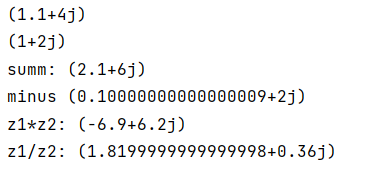 (1.1+4j)
(1+2j)
summ: (2.1+6j)
minus (0.10000000000000009+2j)
z1*z2: (-6.9+6.2j)
z1/z2: (1.8199999999999998+0.36j)